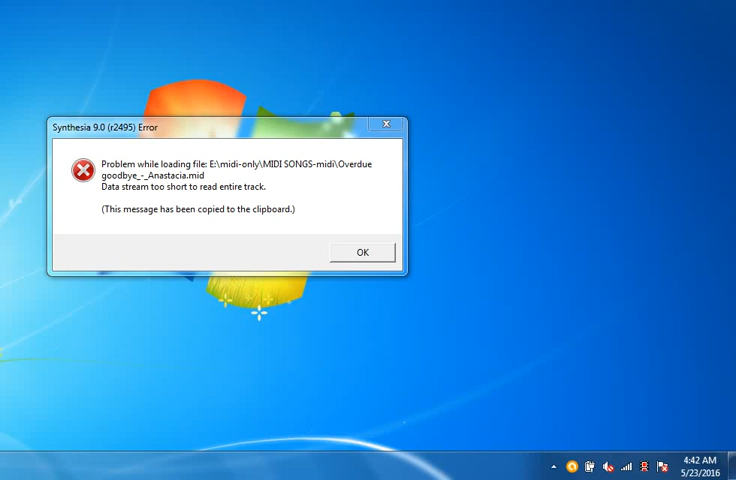 Synthesia 9.0 (r2495) Error
Problem while loading file: E:\midi-only\MIDI SONGS-midi\Overdue
goodbye_-_Anastacia.mid
Data stream too short to read entire track.
(This message has been copied to the clipboard.)
OK
4:42 AM
5/23/2016